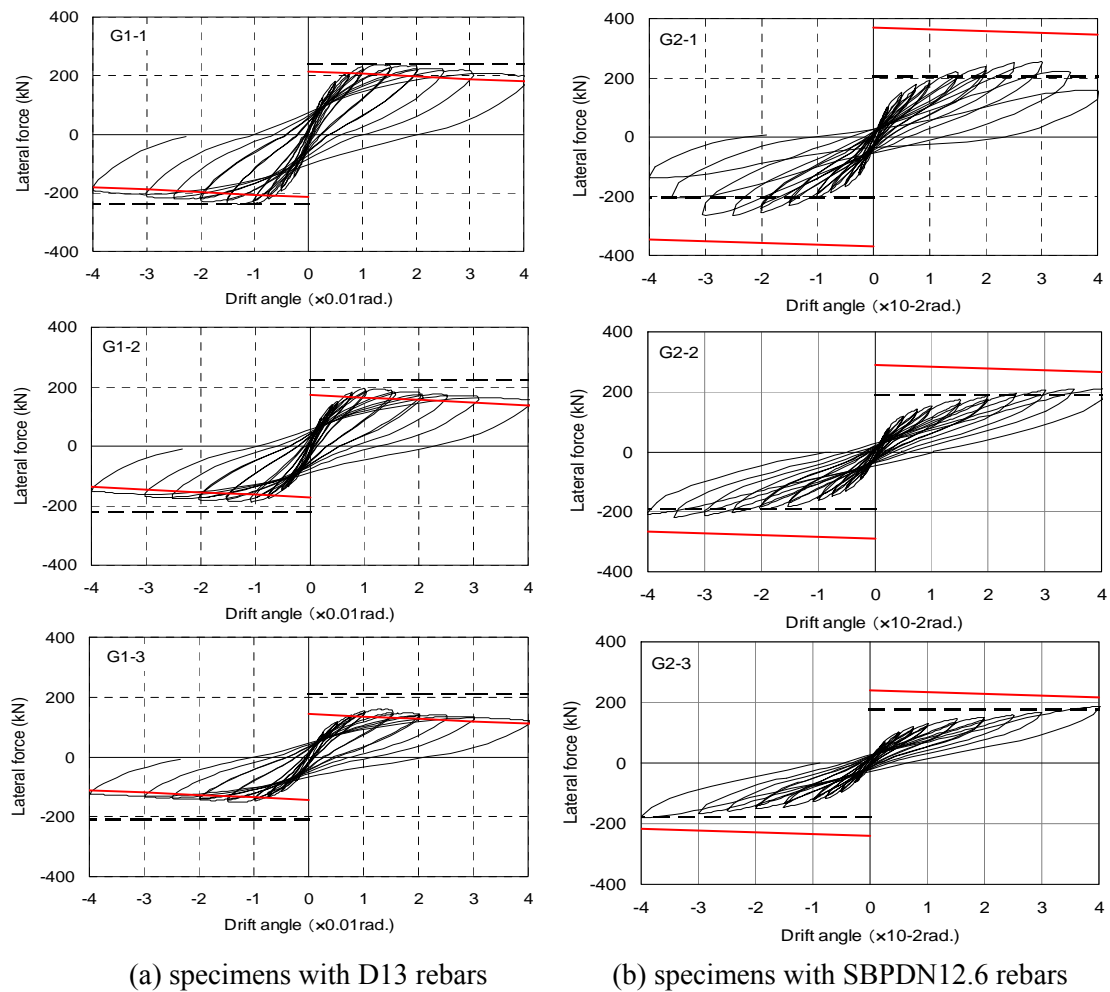 G1-1
Lateral force (kN)
400
200
0
-200
-400
-4 -3 -2 -1 0 1 2 3 4
Drift angle (×0.01rad.)
G2-1
Lateral force (kN)
400
200
0
-200
-400
-4 -3 -2 -1 0 1 2 3 4
Drift angle (×10-2rad.)
G1-2
Lateral force (kN)
400
200
0
-200
-400
-4 -3 -2 -1 0 1 2 3 4
Drift angle (×0.01rad.)
G2-2
Lateral force (kN)
400
200
0
-200
-400
-4 -3 -2 -1 0 1 2 3 4
Drift angle (×10-2rad.)
G1-3
Lateral force (kN)
400
200
0
-200
-400
-4 -3 -2 -1 0 1 2 3 4
Drift angle (×0.01rad.)
G2-3
Lateral force (kN)
400
200
0
-200
-400
-4 -3 -2 -1 0 1 2 3 4
Drift angle (×10-2rad.)
(a) specimens with D13 rebars
(b) specimens with SBPDN12.6 rebars